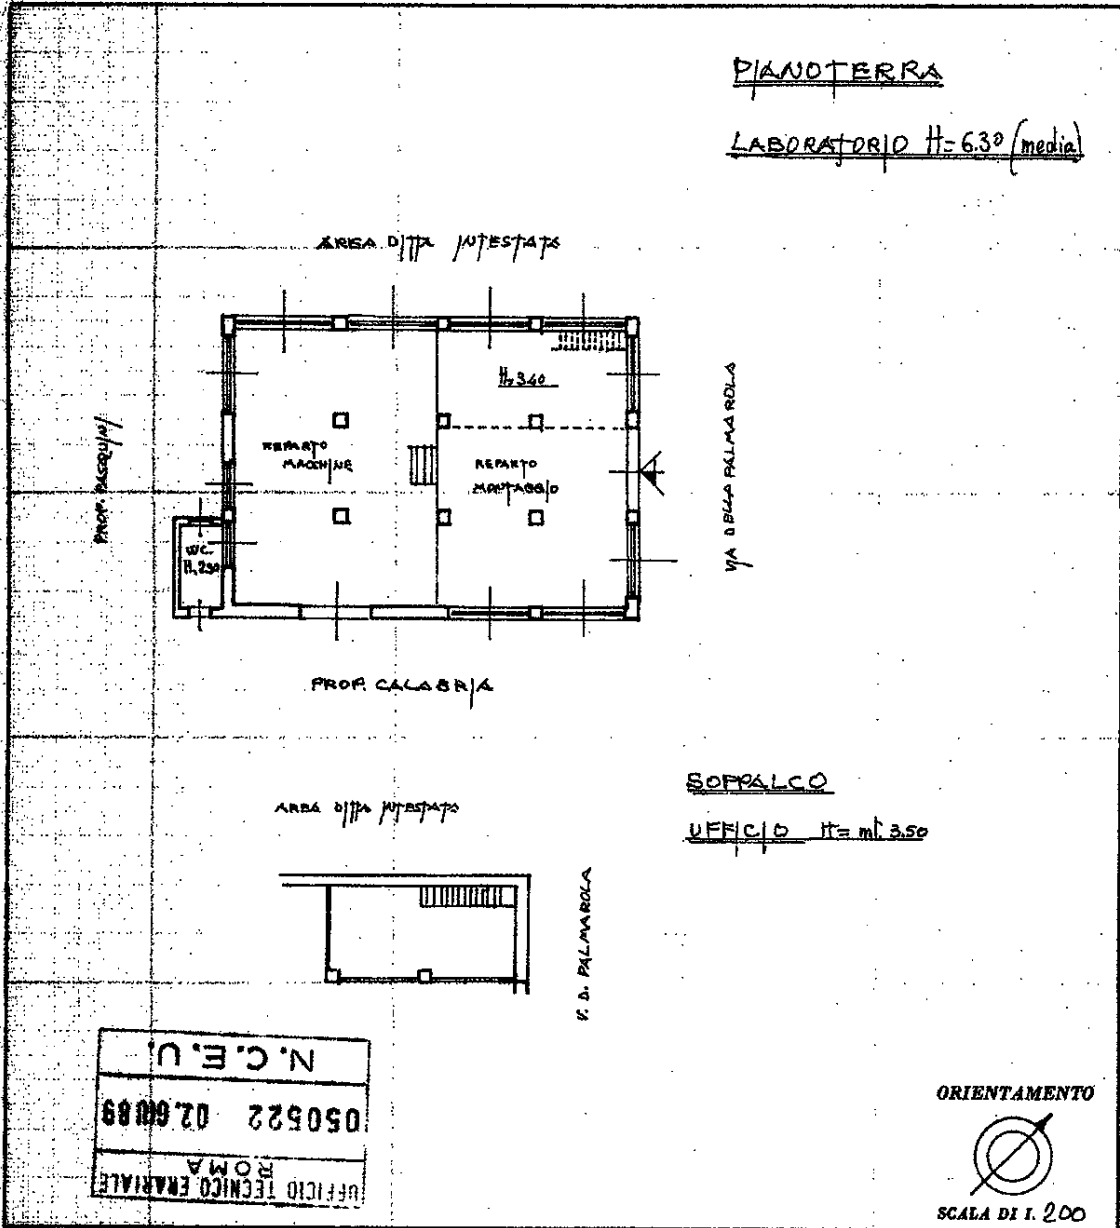 PIANOTERRA
LABORATORIO H=6.30 (media)
AREA DITTA INTESTATA
H=3.40
PROP. PASQUINI
REPARTO
MACCHINE
REPARTO
MONTAGGIO
VIA DELLA PALMAROLA
WC.
H.2.30
PROP. CALABRIA
SOPPALCO
UFFICIO H= mt. 3.50
AREA DITTA INTESTATA
V. D. PALMAROLA
UFFICIO TECNICO ERARIALE
ROMA
050522 02.GIU 89
N.C.E.U.
ORIENTAMENTO
SCALA DI 1. 200